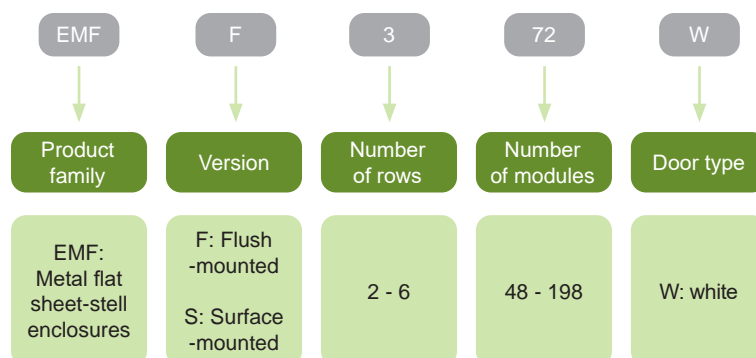 EMF F 3 72 W
Product family
Version
Number of rows
Number of modules
Door type
EMF:
Metal flat
sheet-stell
enclosures
F: Flush
-mounted
S: Surface
-mounted
2 - 6
48 - 198
W: white